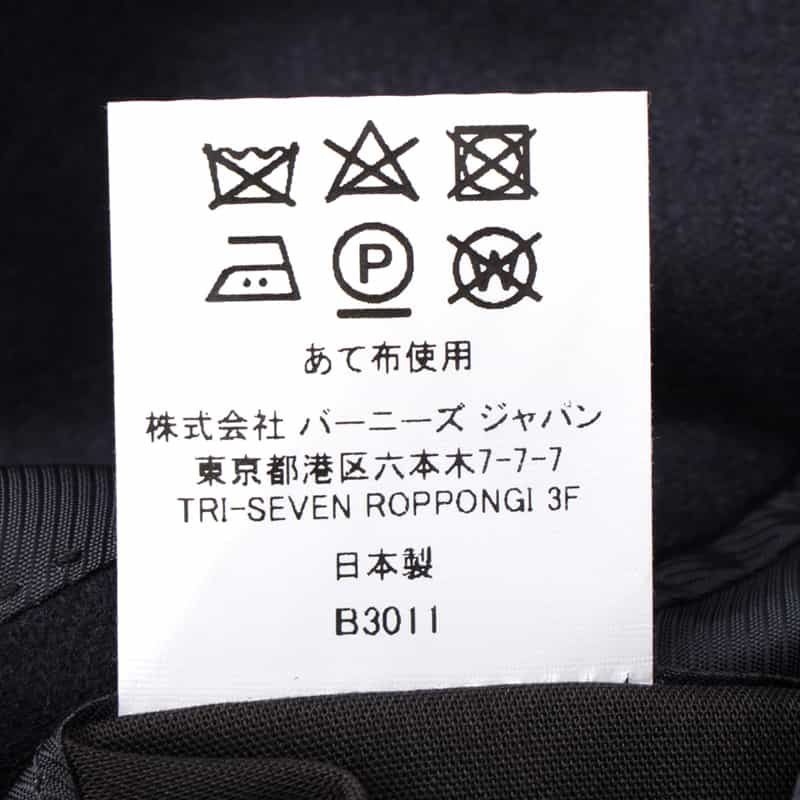 P W
あて布使用
株式会社 バーニーズ ジャパン
東京都港区六本木7-7-7
TRI-SEVEN ROPPONGI 3F
日本製
B3011